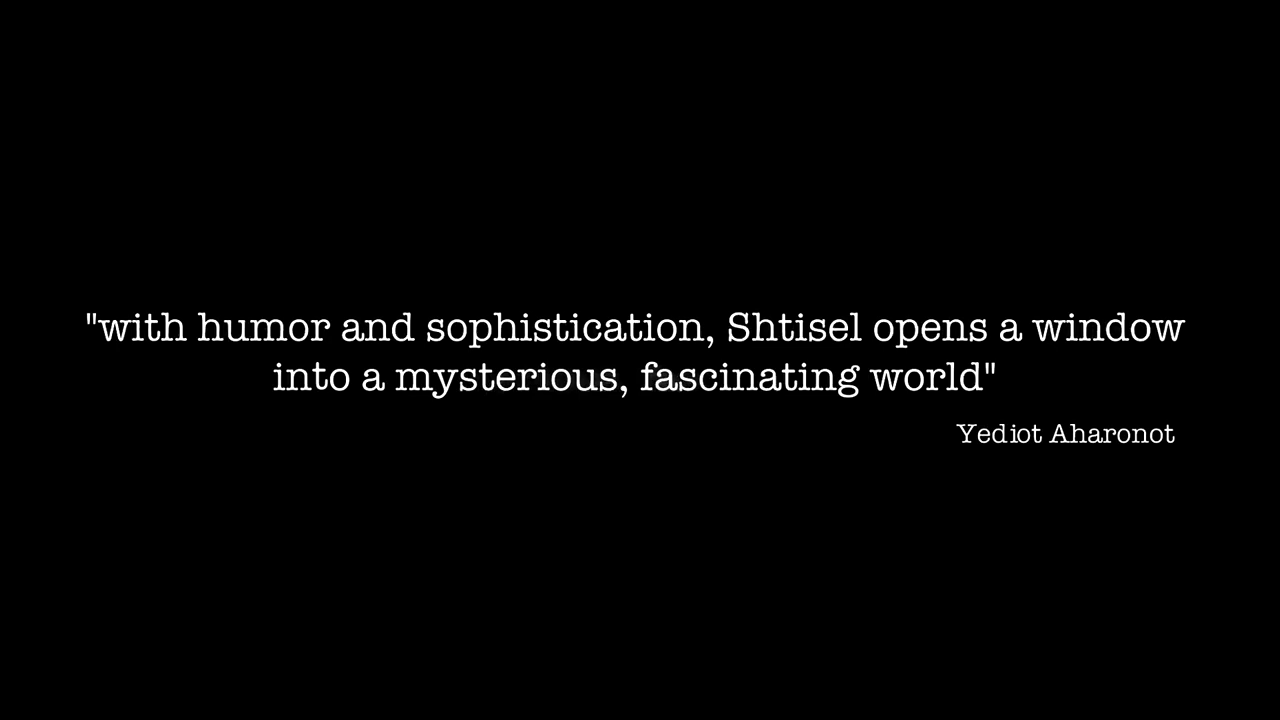 "with humor and sophistication, Shtisel opens a window
into a mysterious, fascinating world"
Yediot Aharonot